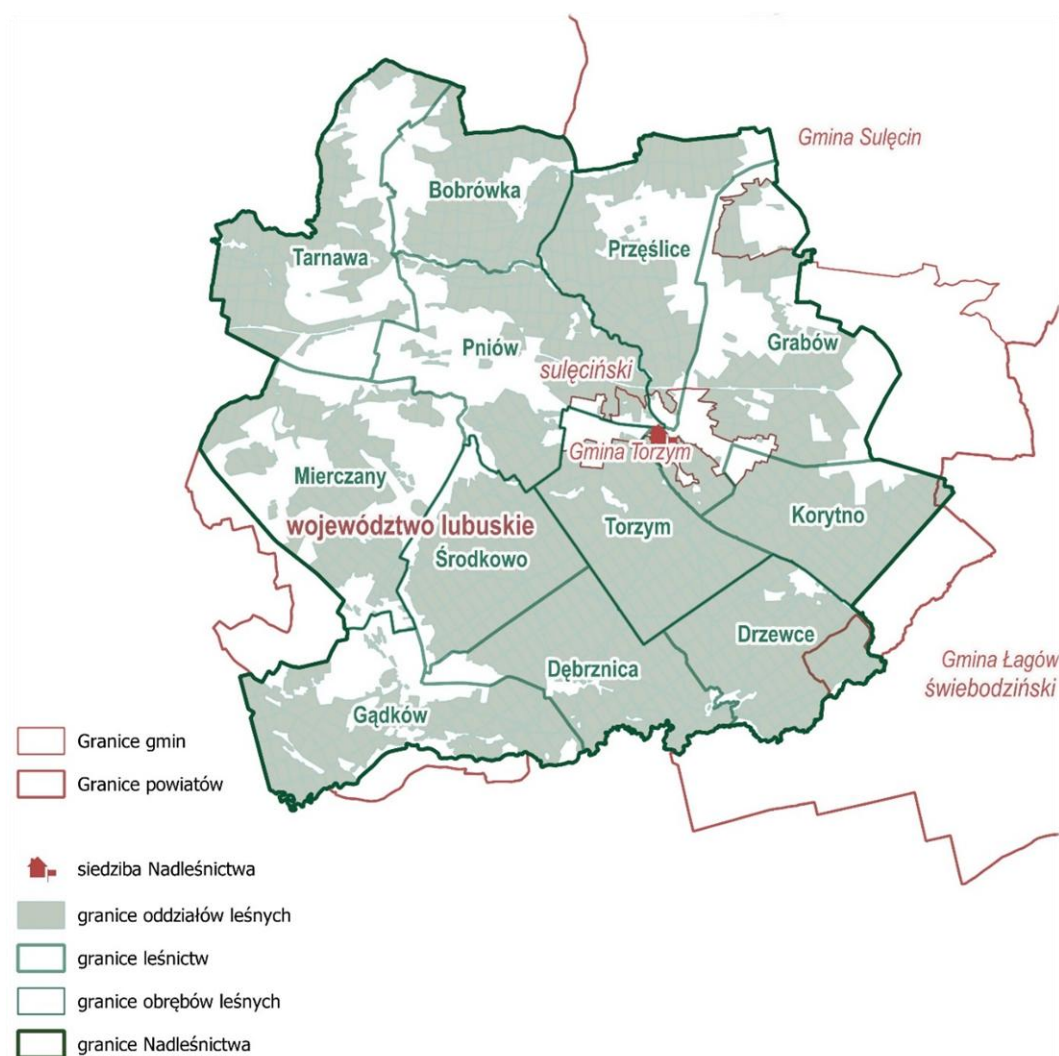 Gmina Sulęcin
Bobrówka
Przęślice
Tarnawa
Grabów
Pniów
sulęciński
Gmina Torzym
Mierczany
województwo lubuskie
Torzym
Korytno
Środkowo
Drzewce
Dębrznica
Gmina Łagów
świebodziński
Gądków
Granice gmin
Granice powiatów
siedziba Nadleśnictwa
granice oddziałów leśnych
granice leśnictw
granice obrębów leśnych
granice Nadleśnictwa